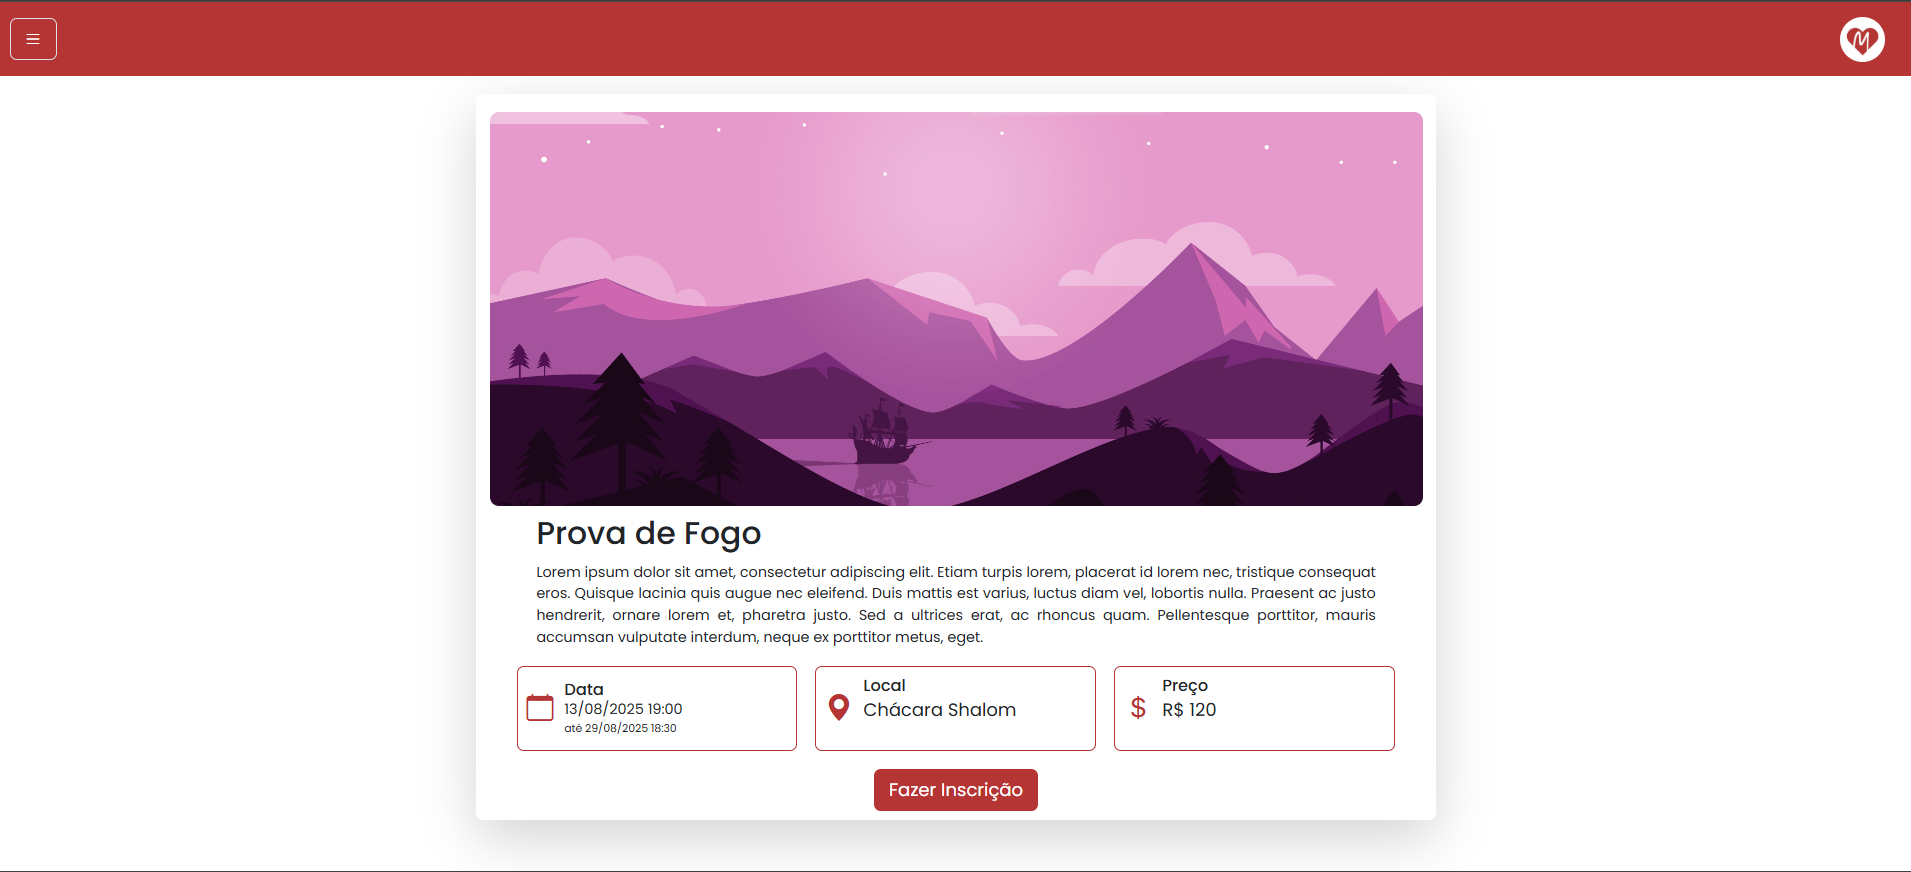 M
Prova de Fogo
Lorem ipsum dolor sit amet, consectetur adipiscing elit. Etiam turpis lorem, placerat id lorem nec, tristique consequat
eros. Quisque lacinia quis augue nec eleifend. Duis mattis est varius, luctus diam vel, lobortis nulla. Praesent ac justo
hendrerit, ornare lorem et, pharetra justo. Sed a ultrices erat, ac rhoncus quam. Pellentesque porttitor, mauris
accumsan vulputate interdum, neque ex porttitor metus, eget.
Data
13/08/2025 19:00
até 29/08/2025 18:30
Local
Chácara Shalom
Preço
$ R$ 120
Fazer Inscrição